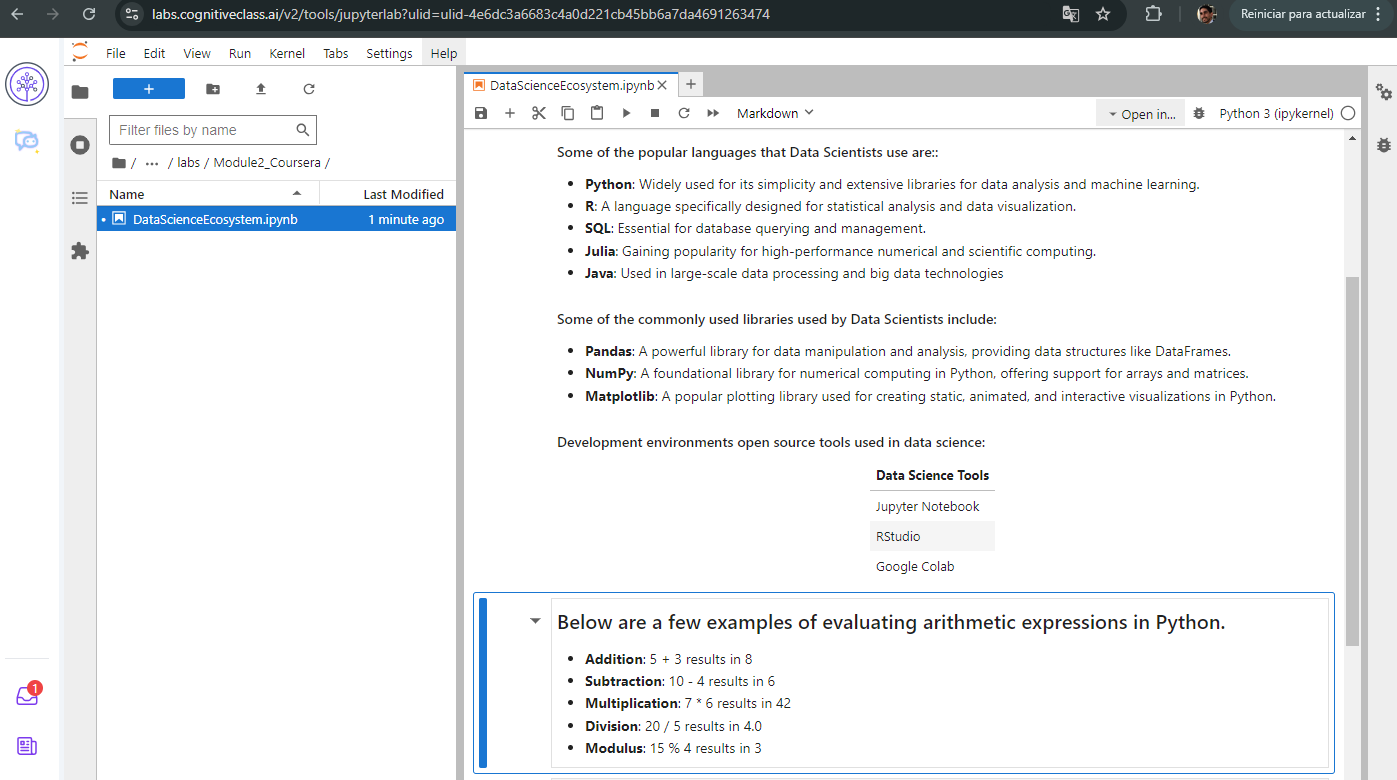 labs.cognitiveclass.ai/v2/tools/jupyterlab?ulid=ulid-4e6dc3a6683c4a0d221cb45bb6a7da4691263474
Reiniciar para actualizar
File Edit View Run Kernel Tabs Settings Help
+
Filter files by name
/ ... / labs / Module2_Coursera /
Name Last Modified
DataScienceEcosystem.ipynb 1 minute ago
1
DataScienceEcosystem.ipynb
Markdown
Open in...
Python 3 (ipykernel)
Some of the popular languages that Data Scientists use are::
• Python: Widely used for its simplicity and extensive libraries for data analysis and machine learning.
• R: A language specifically designed for statistical analysis and data visualization.
• SQL: Essential for database querying and management.
• Julia: Gaining popularity for high-performance numerical and scientific computing.
• Java: Used in large-scale data processing and big data technologies
Some of the commonly used libraries used by Data Scientists include:
• Pandas: A powerful library for data manipulation and analysis, providing data structures like DataFrames.
• NumPy: A foundational library for numerical computing in Python, offering support for arrays and matrices.
• Matplotlib: A popular plotting library used for creating static, animated, and interactive visualizations in Python.
Development environments open source tools used in data science:
Data Science Tools
Jupyter Notebook
RStudio
Google Colab
Below are a few examples of evaluating arithmetic expressions in Python.
• Addition: 5 + 3 results in 8
• Subtraction: 10 - 4 results in 6
• Multiplication: 7 * 6 results in 42
• Division: 20 / 5 results in 4.0
• Modulus: 15 % 4 results in 3